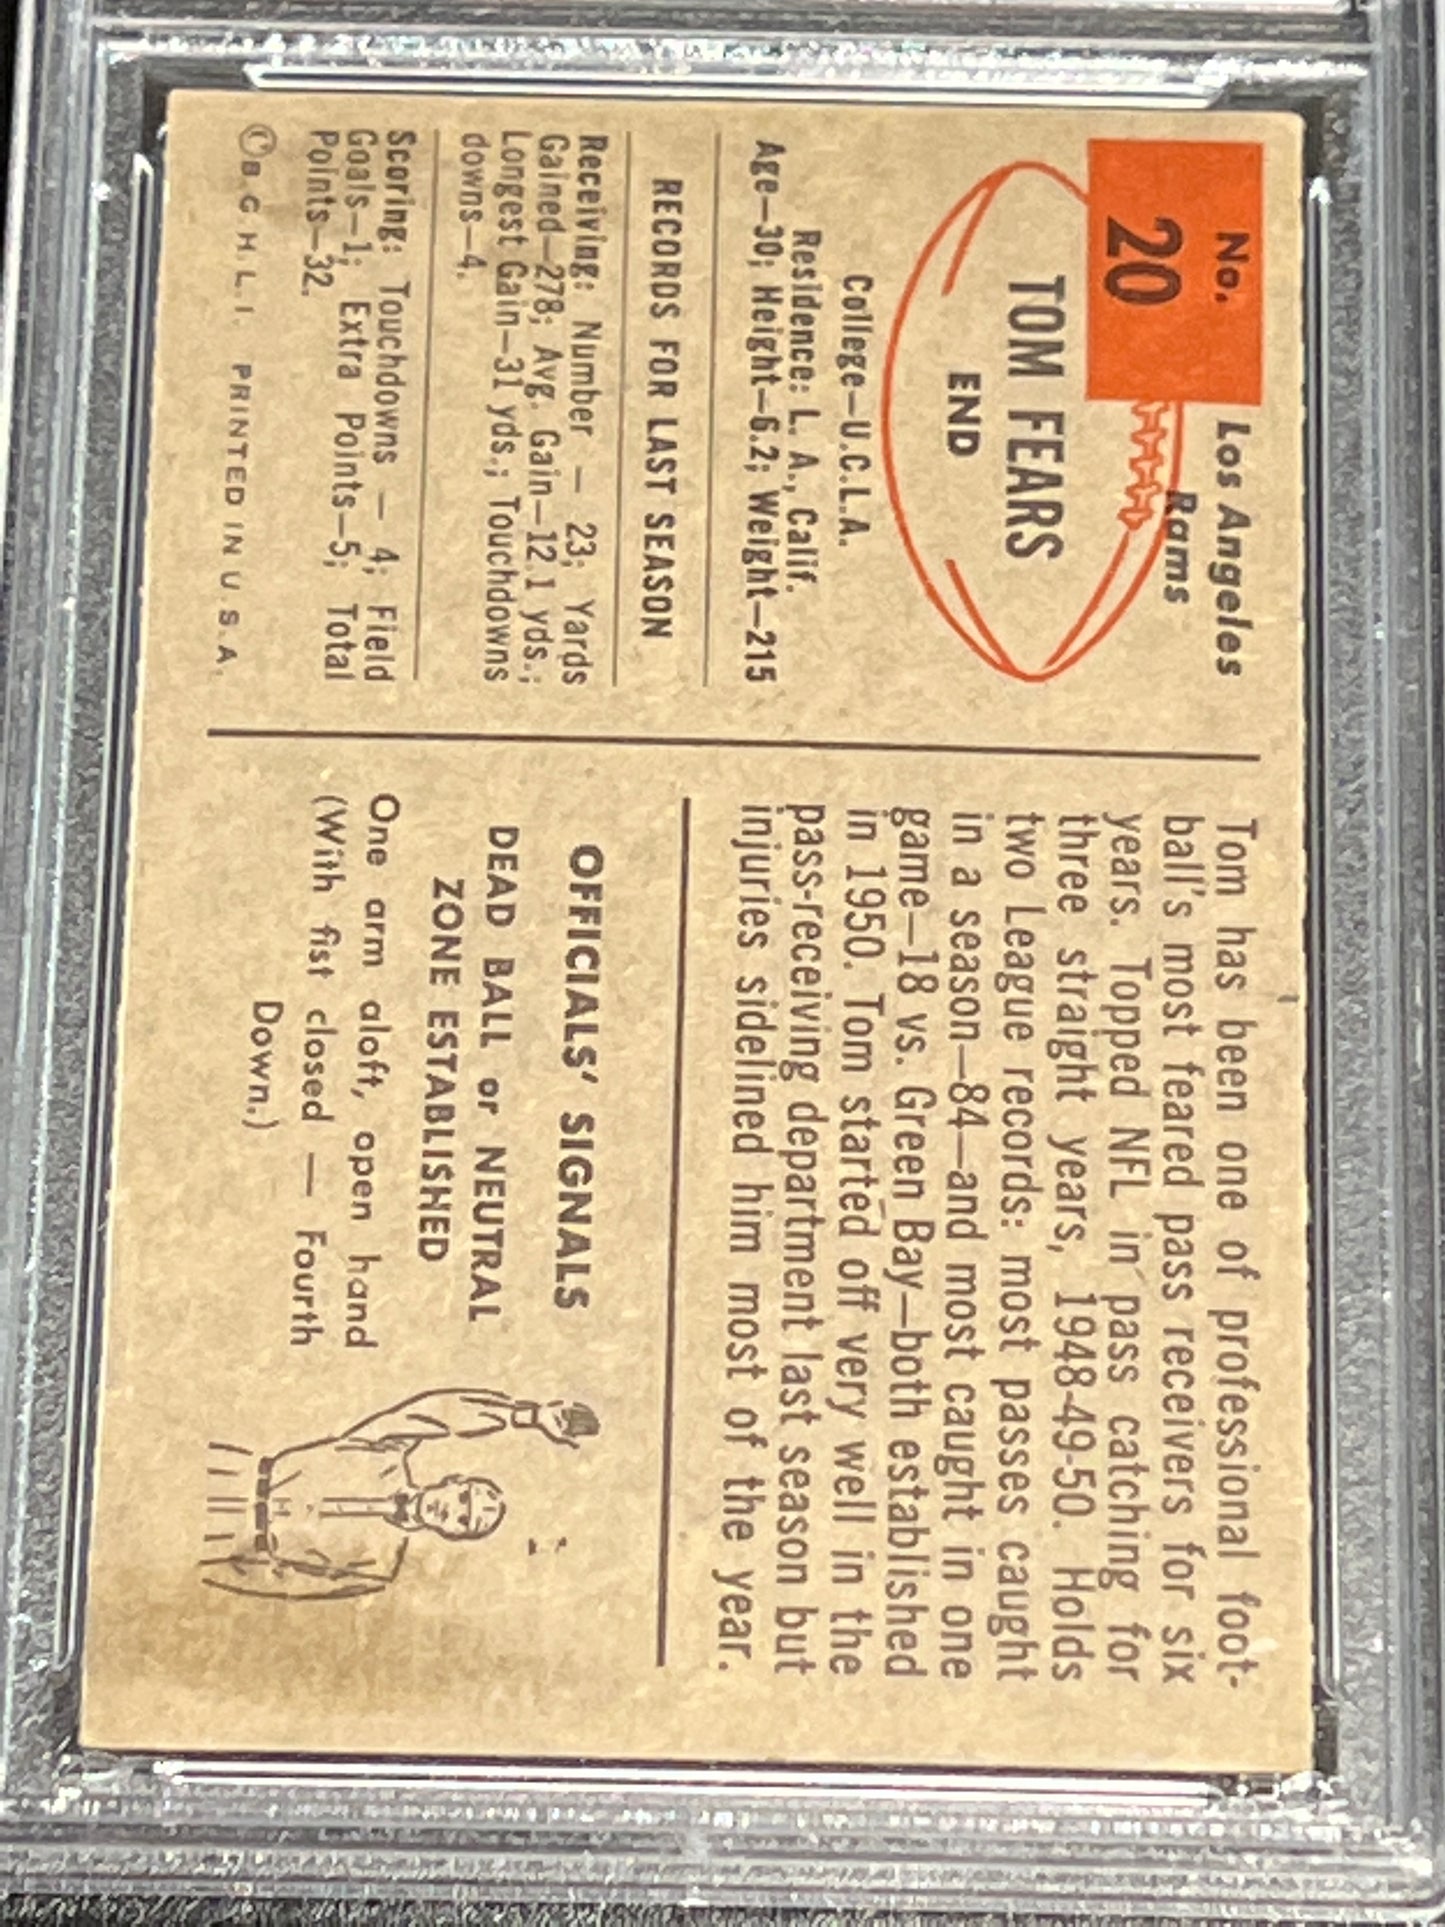 No.
20
Los Angeles
Rams
TOM FEARS
END
College—U.C.L.A.
Residence: L. A., Calif.
Age—30; Height—6.2; Weight—215
RECORDS FOR LAST SEASON
Receiving: Number — 23; Yards
Gained—278; Avg. Gain—12.1 yds.;
Longest Gain—31 yds.; Touchdowns
downs—4.
Scoring: Touchdowns — 4; Field
Goals—1; Extra Points—5; Total
Points—32.
©B.G.H.L.I. PRINTED IN U.S.A.
Tom has been one of professional foot-
ball's most feared pass receivers for six
years. Topped NFL in pass catching for
three straight years, 1948-49-50. Holds
two League records: most passes caught
in a season—84—and most caught in one
game—18 vs. Green Bay—both established
in 1950. Tom started off very well in the
pass-receiving department last season but
injuries sidelined him most of the year.
OFFICIALS' SIGNALS
DEAD BALL or NEUTRAL
ZONE ESTABLISHED
One arm aloft, open hand
(With fist closed — Fourth
Down.)